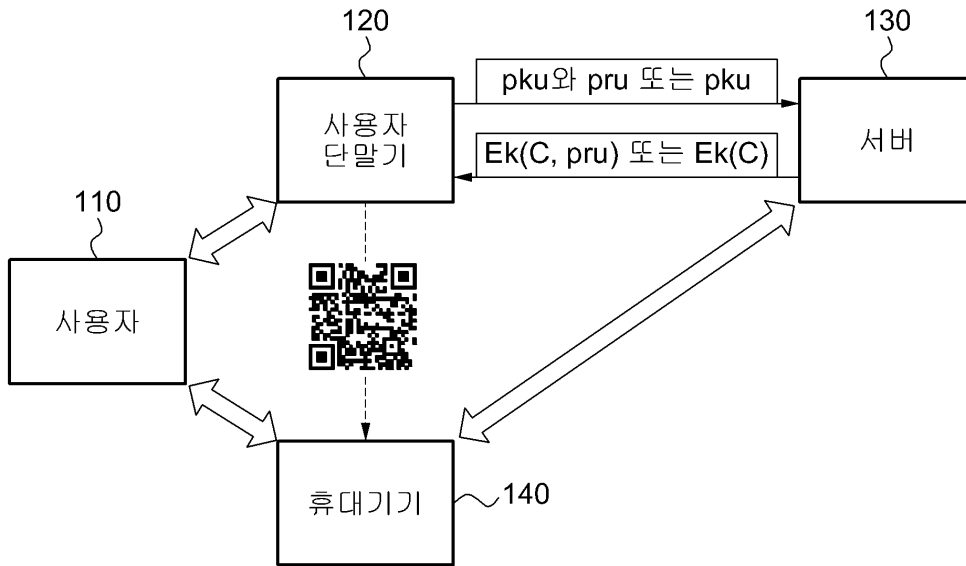 120
130
pku와 pru 또는 pku
사용자
단말기
서버
Ek(C, pru) 또는 Ek(C)
110
사용자
휴대기기
140